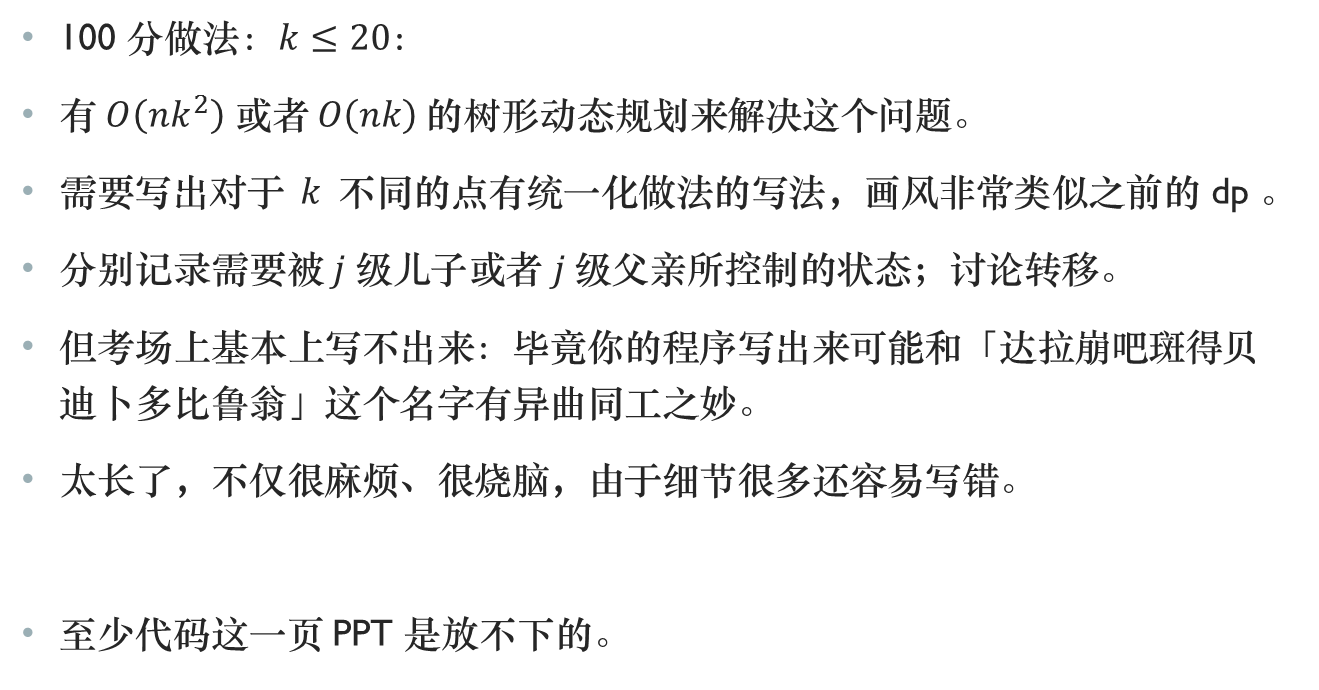 • 100 分做法：k ≤ 20：
• 有 O(nk²) 或者 O(nk) 的树形动态规划来解决这个问题。
• 需要写出对于 k 不同的点有统一化做法的写法，画风非常类似之前的 dp 。
• 分别记录需要被 j 级儿子或者 j 级父亲所控制的状态；讨论转移。
• 但考场上基本上写不出来：毕竟你的程序写出来可能和「达拉崩吧斑得贝
迪卜多比鲁翁」这个名字有异曲同工之妙。
• 太长了，不仅很麻烦、很烧脑，由于细节很多还容易写错。
• 至少代码这一页 PPT 是放不下的。